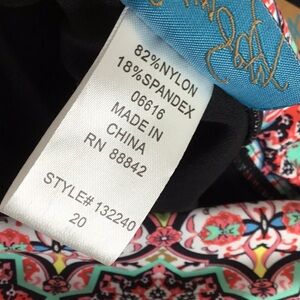 82%NYLON
18%SPANDEX
06616
MADE IN
CHINA
RN 88842
STYLE# 132240
20